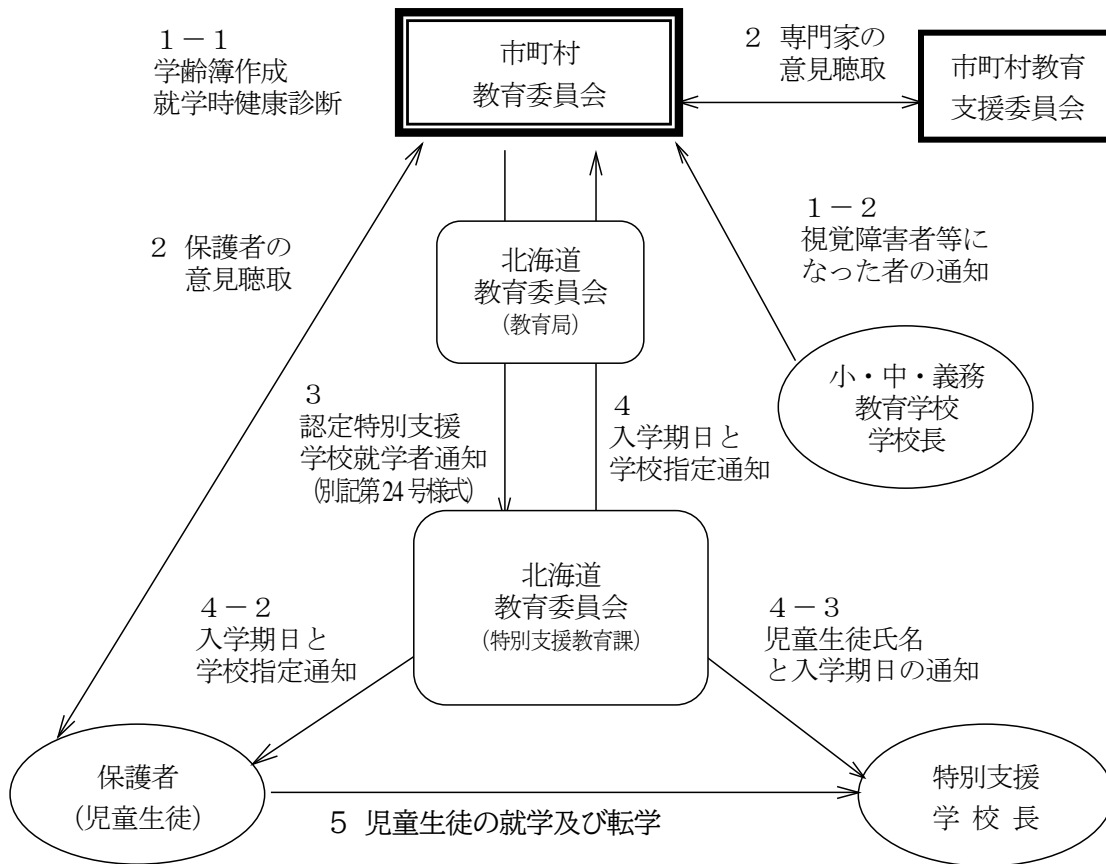 １－１
学齢簿作成
就学時健康診断
市町村
教育委員会
２ 専門家の
意見聴取
市町村教育
支援委員会
２ 保護者の
意見聴取
北海道
教育委員会
(教育局)
１－２
視覚障害者等に
なった者の通知
小・中・義務
教育学校
学校長
３
認定特別支援
学校就学者通知
(別記第24号様式)
４
入学期日と
学校指定通知
北海道
教育委員会
(特別支援教育課)
４－２
入学期日と
学校指定通知
４－３
児童生徒氏名
と入学期日の通知
保護者
(児童生徒)
５ 児童生徒の就学及び転学
特別支援
学 校 長